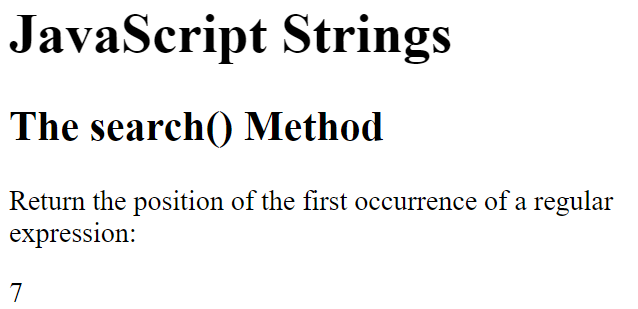 JavaScript Strings
The search() Method
Return the position of the first occurrence of a regular
expression:
7